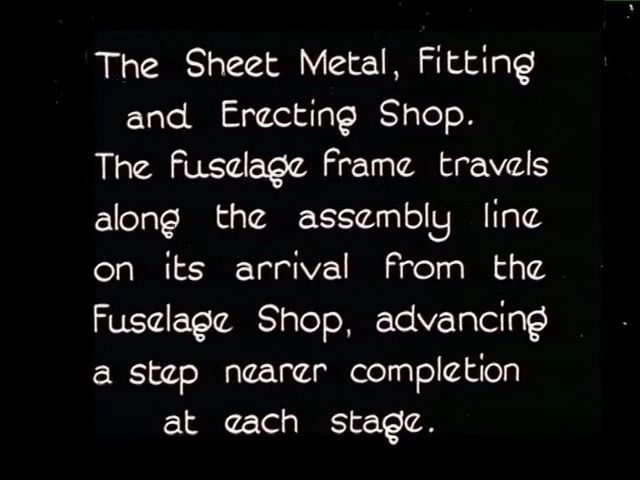 The Sheet Metal, Fitting
and Erecting Shop.
The fuselage frame travels
along the assembly line
on its arrival from the
Fuselage Shop, advancing
a step nearer completion
at each stage.